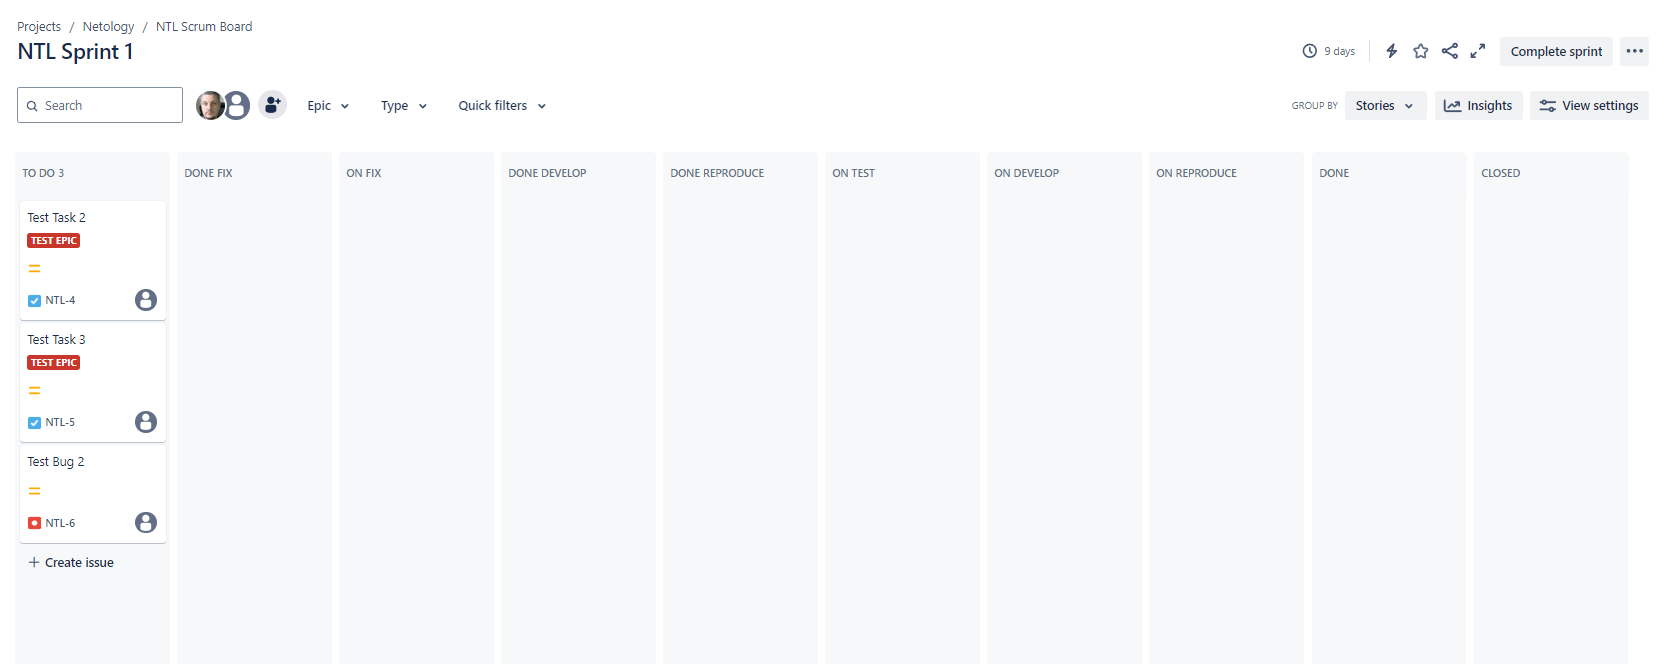 Projects / Netology / NTL Scrum Board
NTL Sprint 1
9 days
Complete sprint
Search
Epic
Type
Quick filters
GROUP BY
Stories
Insights
View settings
TO DO 3
DONE FIX
ON FIX
DONE DEVELOP
DONE REPRODUCE
ON TEST
ON DEVELOP
ON REPRODUCE
DONE
CLOSED
Test Task 2
TEST EPIC
NTL-4
Test Task 3
TEST EPIC
NTL-5
Test Bug 2
NTL-6
+ Create issue